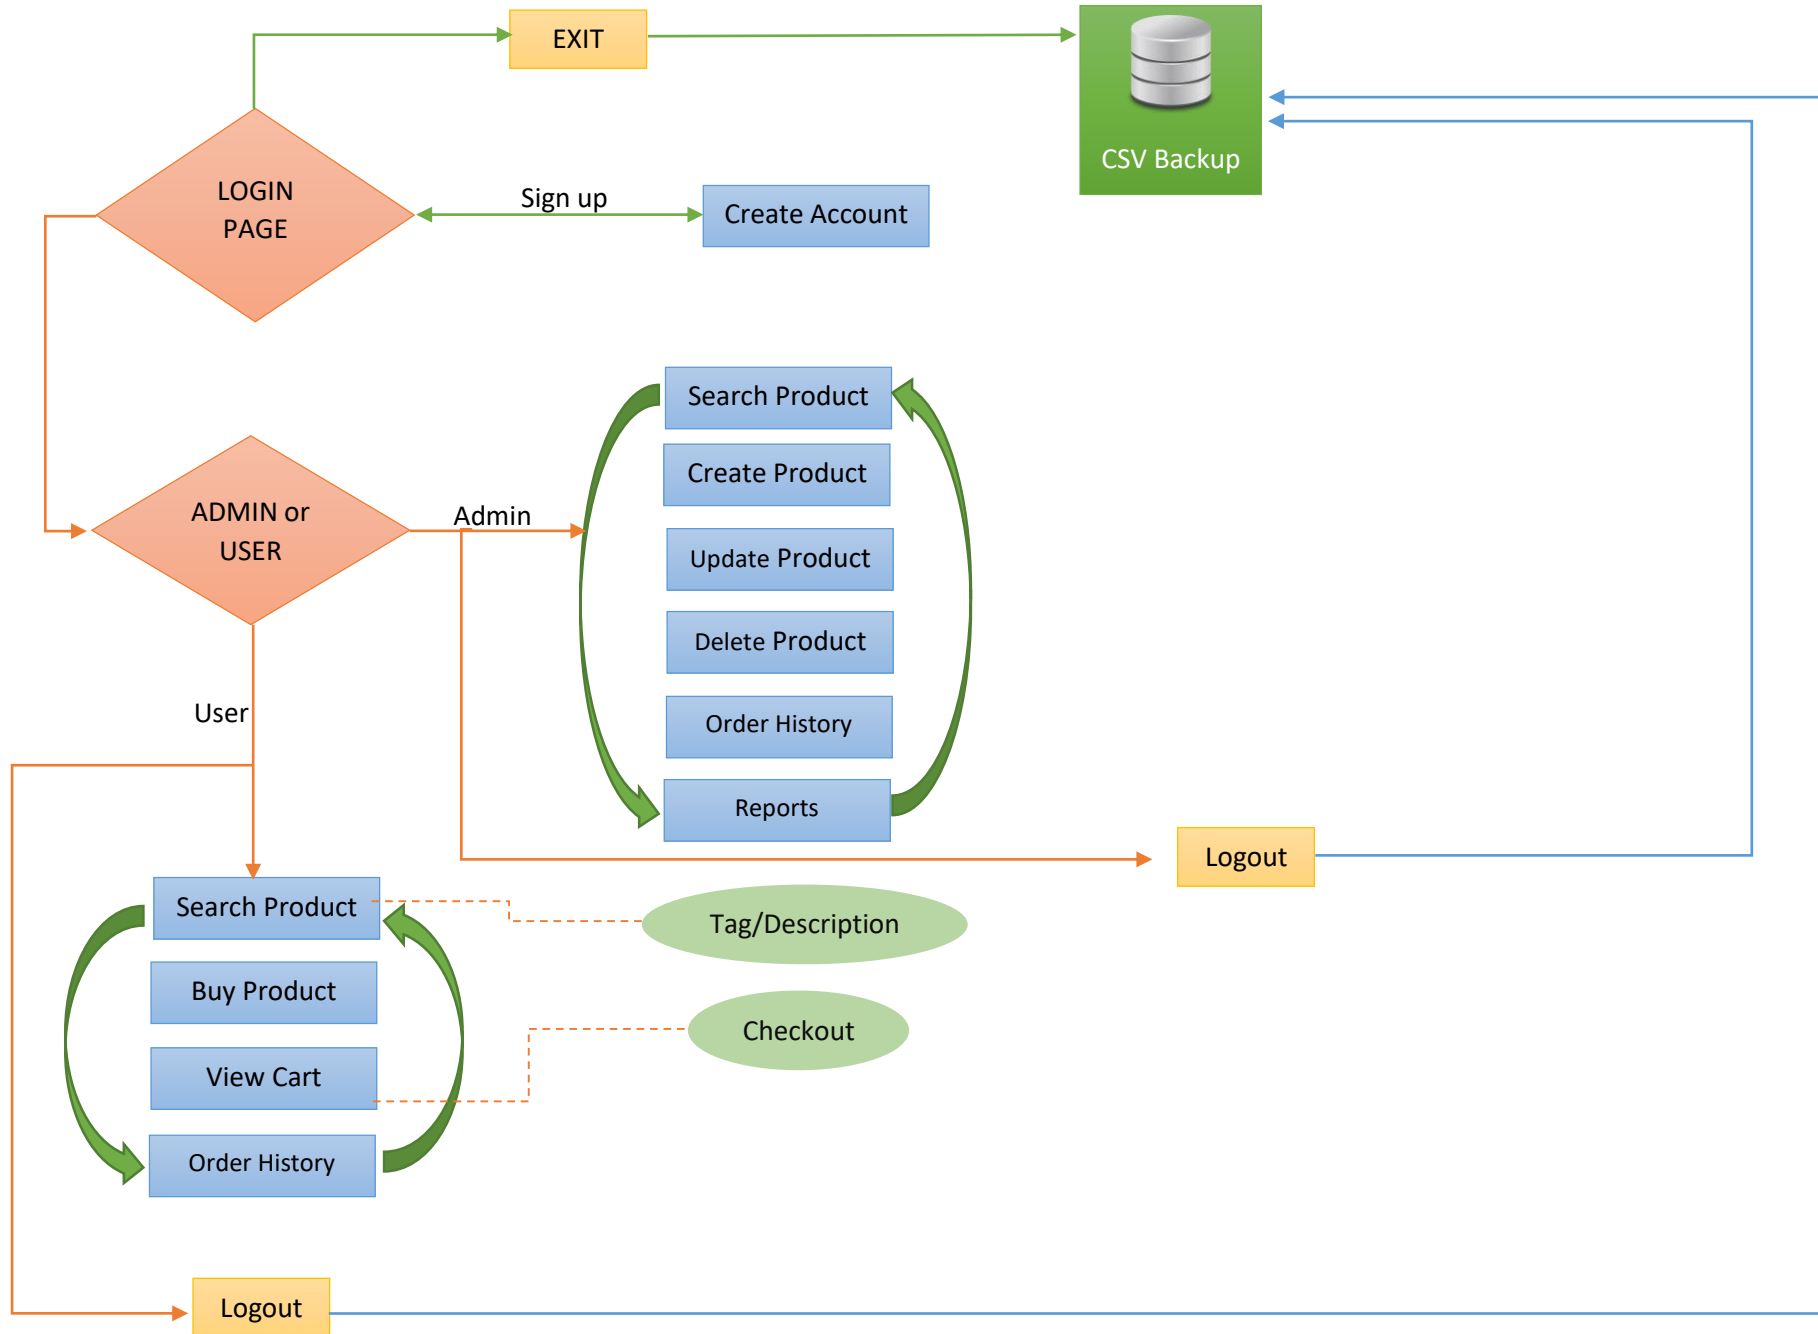 EXIT
CSV Backup
LOGIN
PAGE
Sign up
Create Account
Search Product
Create Product
ADMIN or
USER
Admin
Update Product
Delete Product
User
Order History
Reports
Logout
Search Product
Tag/Description
Buy Product
Checkout
View Cart
Order History
Logout